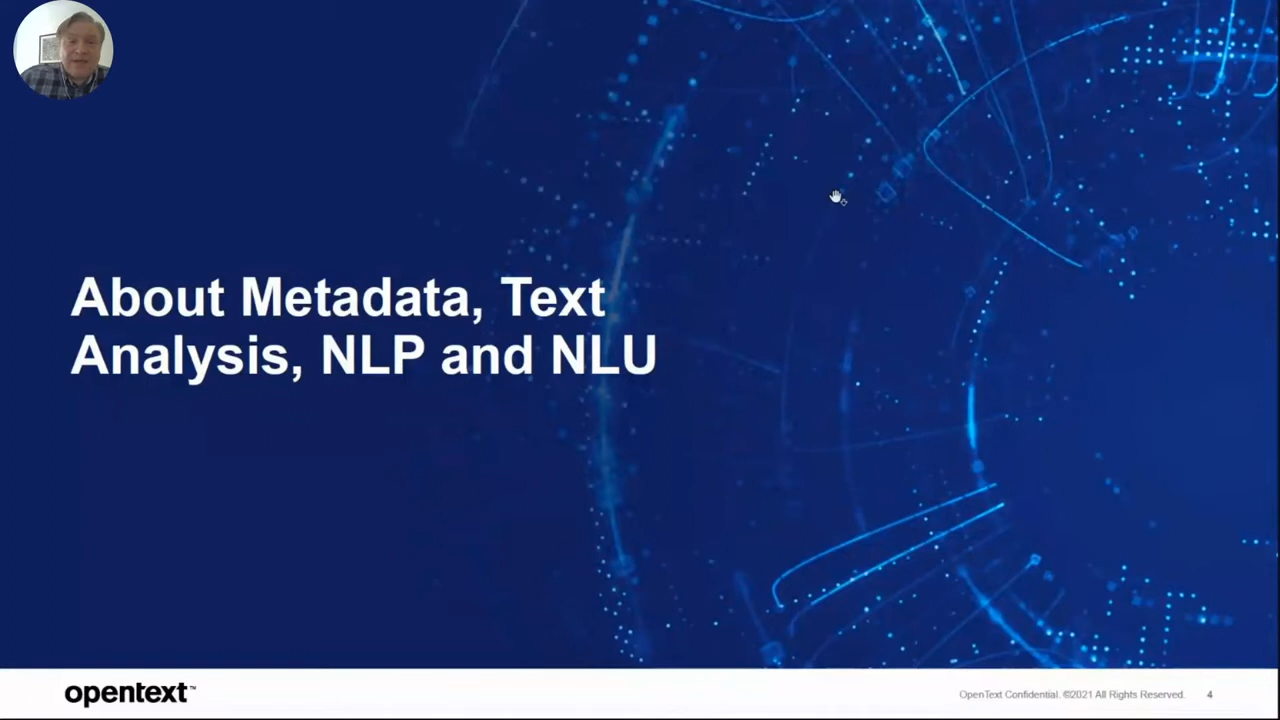 About Metadata, Text
Analysis, NLP and NLU
opentext™
OpenText Confidential. ©2021 All Rights Reserved. 4